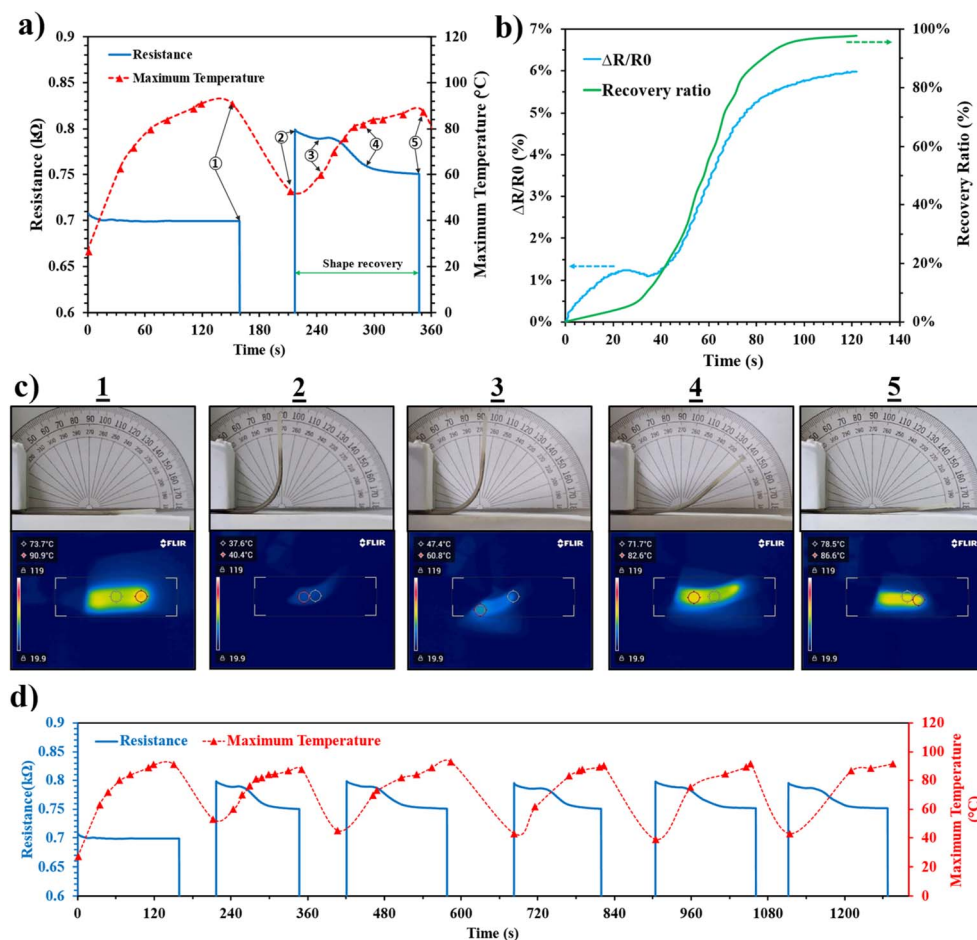 a)
0.9
0.85
0.8
0.75
0.7
0.65
0.6
Resistance (kΩ)
Resistance
Maximum Temperature
①
②
③
④
⑤
Shape recovery
120
100
80
60
40
20
0
Maximum Temperature (°C)
0 60 120 180 240 300 360
Time (s)
b)
7%
6%
5%
4%
3%
2%
1%
0%
ΔR/R0 (%)
ΔR/R0
Recovery ratio
100%
80%
60%
40%
20%
0%
Recovery Ratio (%)
0 20 40 60 80 100 120 140
Time (s)
c)
1 2 3 4 5
73.7°C
90.9°C
119
19.9
FLIR
37.6°C
40.4°C
119
19.9
FLIR
47.4°C
60.8°C
119
19.9
FLIR
71.7°C
82.6°C
119
19.9
FLIR
78.5°C
86.6°C
119
19.9
FLIR
d)
0.9
0.85
0.8
0.75
0.7
0.65
0.6
Resistance(kΩ)
Resistance
Maximum Temperature
120
100
80
60
40
20
0
Maximum Temperature
(°C)
0 120 240 360 480 600 720 840 960 1080 1200
Time (s)